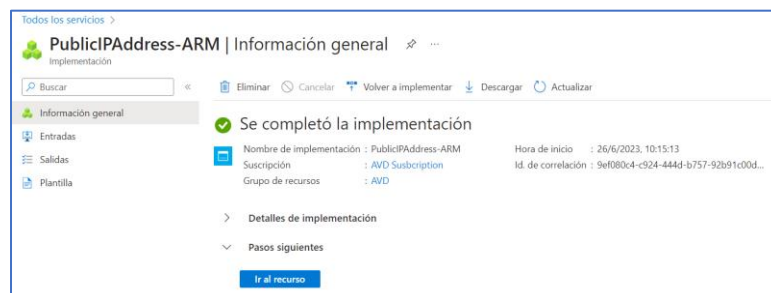 Todos los servicios >
PublicIPAddress-ARM | Información general ...
Implementación
Buscar «
Eliminar Cancelar Volver a implementar Descargar Actualizar
Información general
Entradas
Salidas
Plantilla
Se completó la implementación
Nombre de implementación : PublicIPAddress-ARM Hora de inicio : 26/6/2023, 10:15:13
Suscripción : AVD Susbcription Id. de correlación : 9ef080c4-c924-444d-b757-92b91c00d...
Grupo de recursos : AVD
Detalles de implementación
Pasos siguientes
Ir al recurso